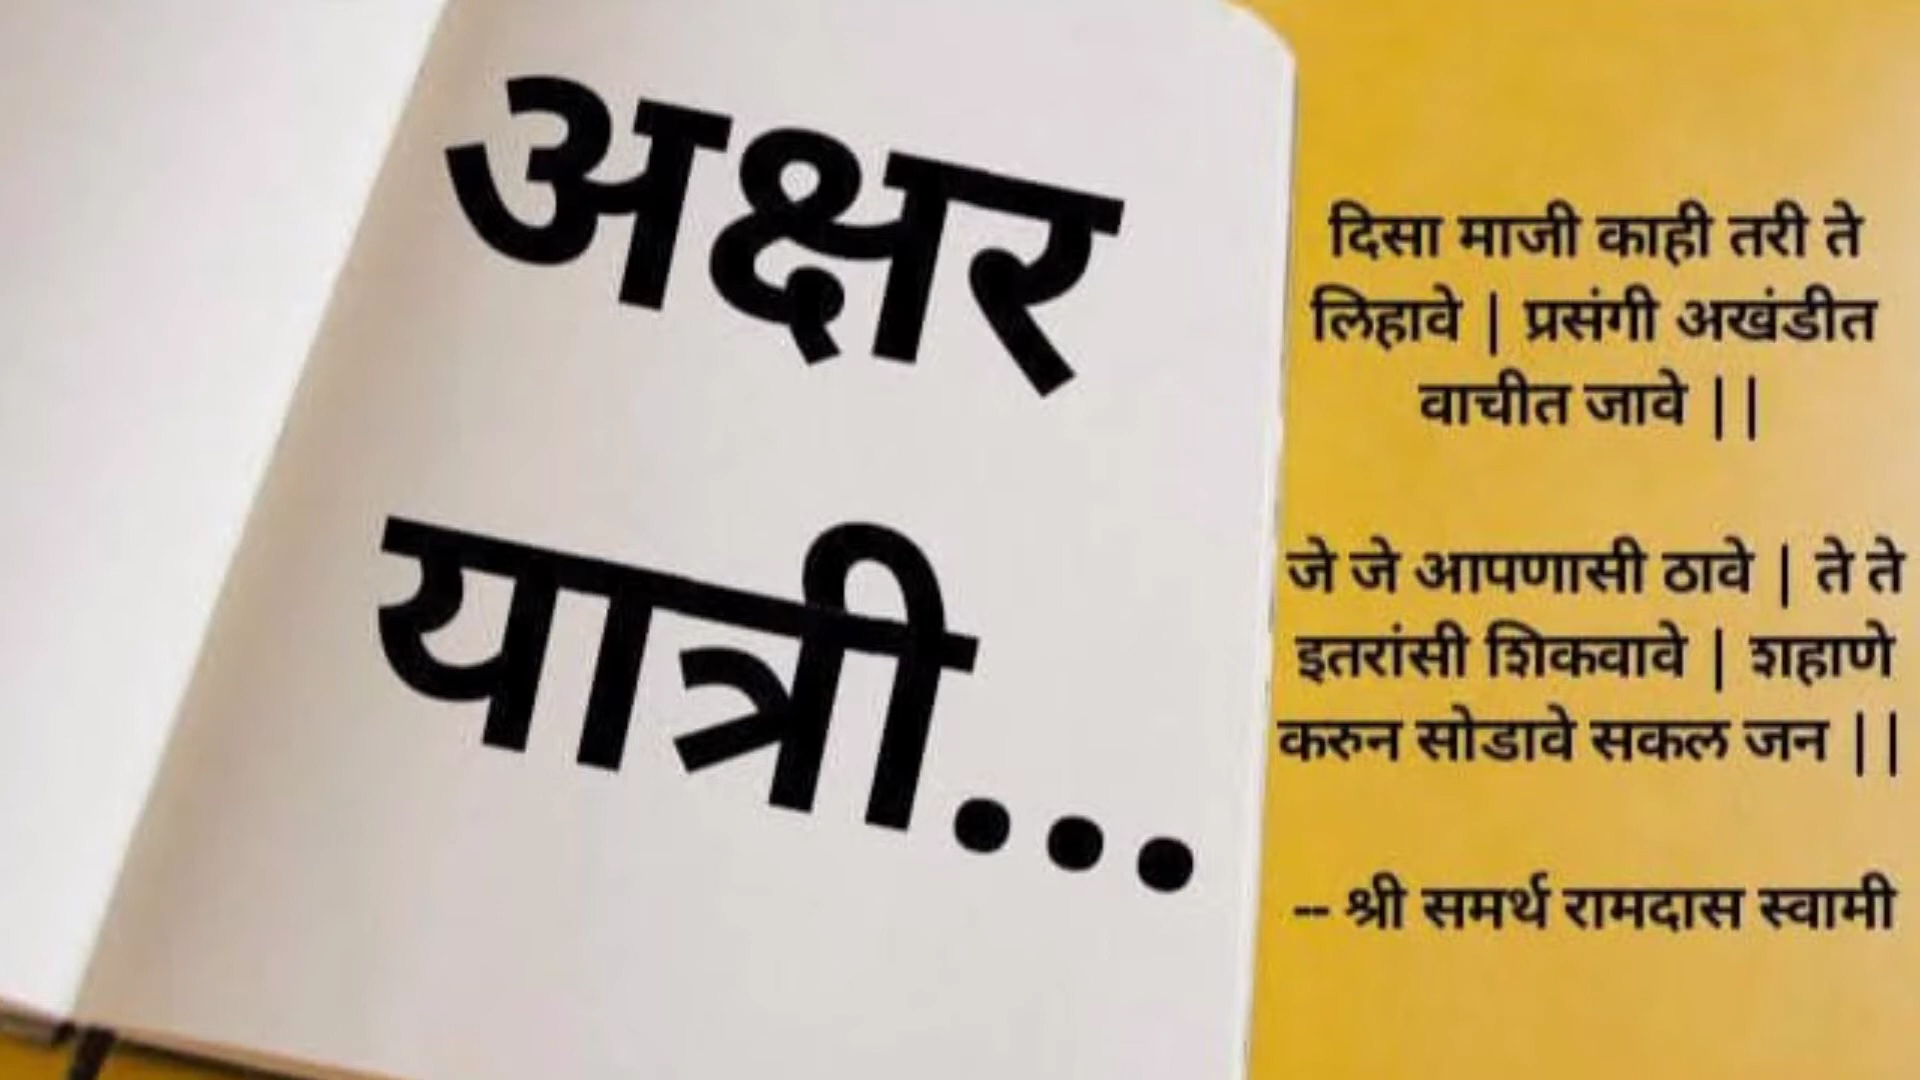 अक्षर
यात्री...
दिसा माजी काही तरी ते
लिहावे | प्रसंगी अखंडीत
वाचीत जावे ||
जे जे आपणासी ठावे | ते ते
इतरांसी शिकवावे | शहाणे
करुन सोडावे सकल जन ||
-- श्री समर्थ रामदास स्वामी